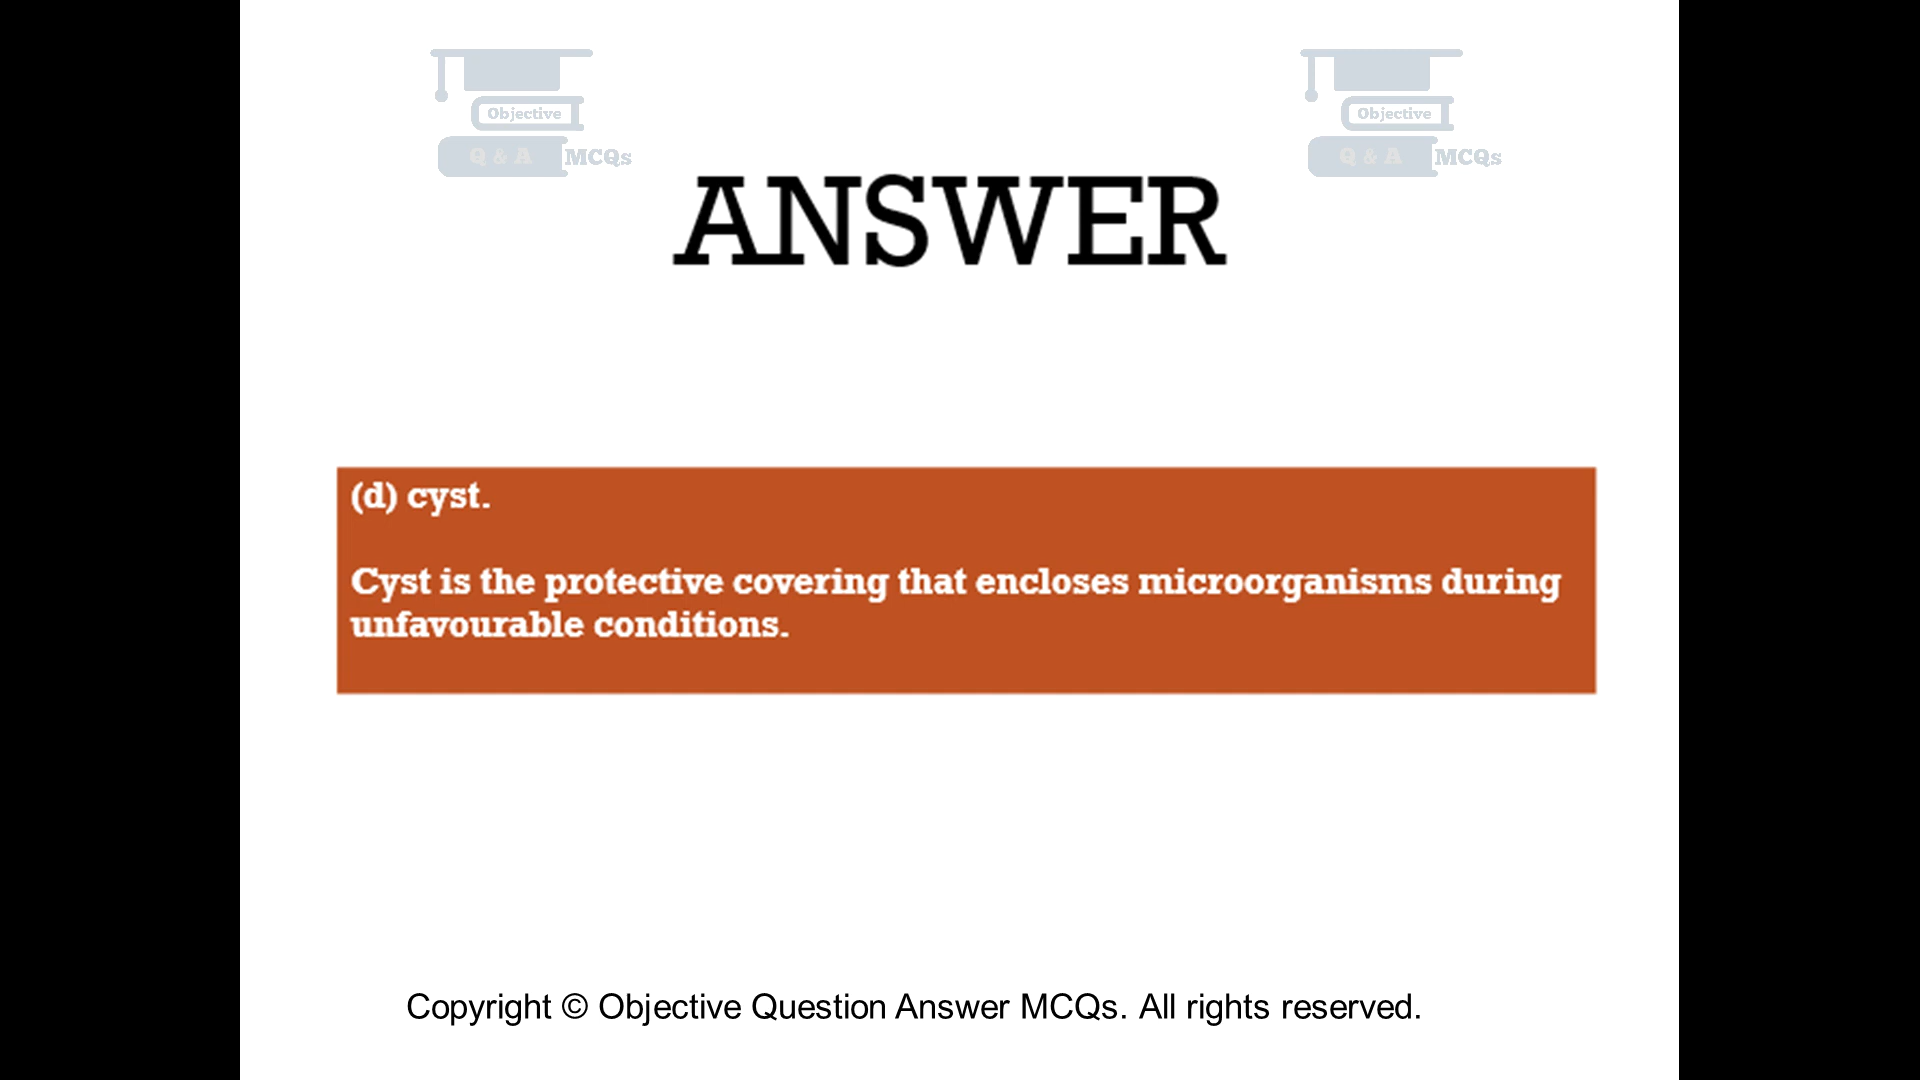 Objective
Q & A MCQs
Objective
Q & A MCQs
ANSWER
(d) cyst.
Cyst is the protective covering that encloses microorganisms during
unfavourable conditions.
Copyright © Objective Question Answer MCQs. All rights reserved.